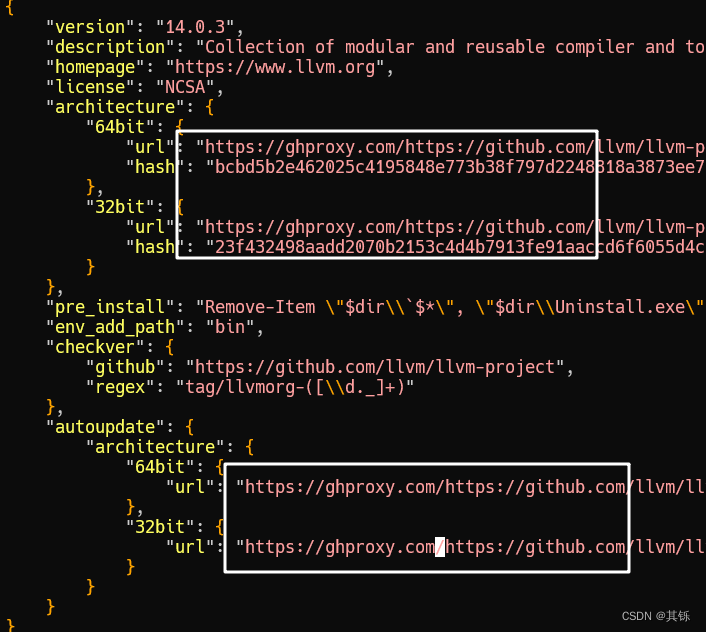 {
"version": "14.0.3",
"description": "Collection of modular and reusable compiler and to
"homepage": "https://www.llvm.org",
"license": "NCSA",
"architecture": {
"64bit": {
"url": "https://ghproxy.com/https://github.com/llvm/llvm-p
"hash": "bcbd5b2e462025c4195848e773b38f797d2248818a3873ee7
},
"32bit": {
"url": "https://ghproxy.com/https://github.com/llvm/llvm-p
"hash": "23f432498aadd2070b2153c4d4b7913fe91aaccd6f6055d4c
}
},
"pre_install": "Remove-Item \"$dir\\`$*\", \"$dir\\Uninstall.exe\"
"env_add_path": "bin",
"checkver": {
"github": "https://github.com/llvm/llvm-project",
"regex": "tag/llvmorg-([\\d._]+)"
},
"autoupdate": {
"architecture": {
"64bit": {
"url": "https://ghproxy.com/https://github.com/llvm/ll
},
"32bit": {
"url": "https://ghproxy.com/https://github.com/llvm/ll
}
}
}
}
CSDN @其铄